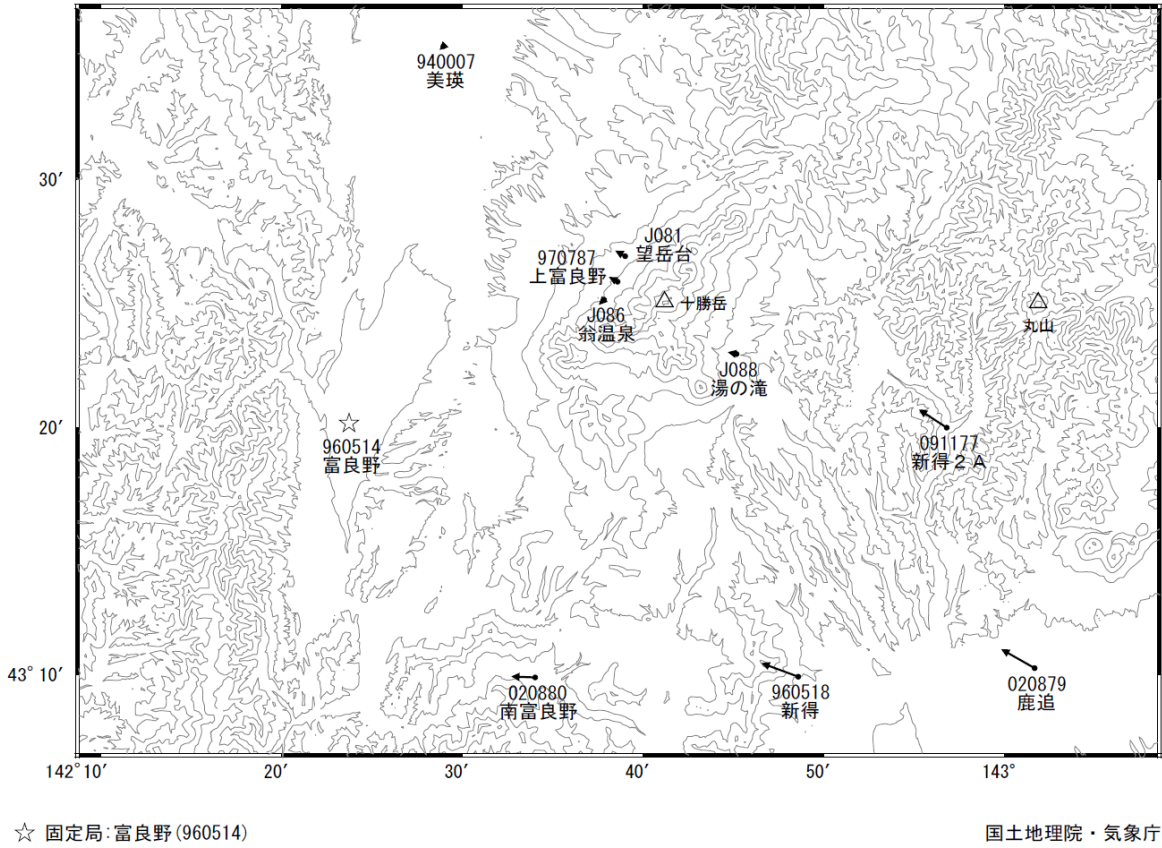 940007
美瑛
30′
J081
望岳台
970787
上富良野
十勝岳
J086
翁温泉
丸山
J088
湯の滝
20′
960514
富良野
091177
新得２Ａ
43° 10′
020880
南富良野
960518
新得
020879
鹿追
142°10′ 20′ 30′ 40′ 50′ 143°
☆ 固定局:富良野(960514)
国土地理院・気象庁